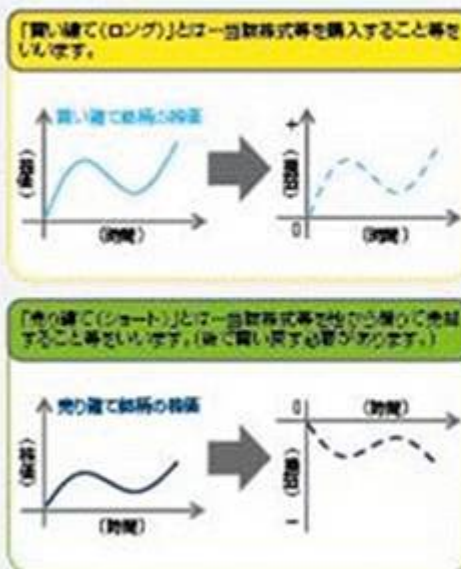 「買い建て(ロング)」とは…当該株式等を購入すること等を
いいます。
買い建て銘柄の株価
(株価)
(時間)
+
(損益)
0
(時間)
「売り建て(ショート)」とは…当該株式等を他から借りて売却
すること等をいいます。(後で買い戻す必要があります。)
売り建て銘柄の株価
(株価)
(時間)
0
(時間)
(損益)
−